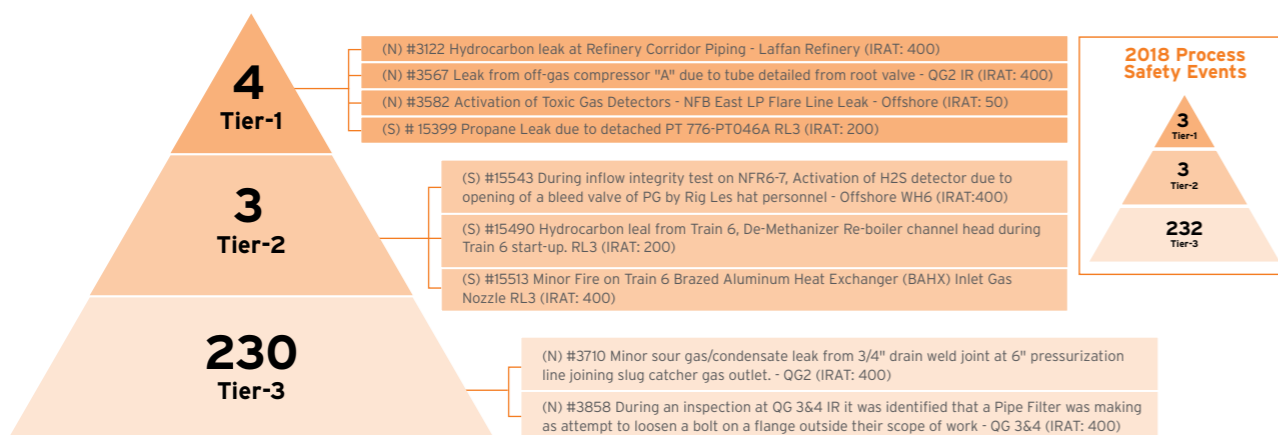 4
Tier-1
(N) #3122 Hydrocarbon leak at Refinery Corridor Piping - Laffan Refinery (IRAT: 400)
(N) #3567 Leak from off-gas compressor "A" due to tube detailed from root valve - QG2 IR (IRAT: 400)
(N) #3582 Activation of Toxic Gas Detectors - NFB East LP Flare Line Leak - Offshore (IRAT: 50)
(S) # 15399 Propane Leak due to detached PT 776-PT046A RL3 (IRAT: 200)
3
Tier-2
(S) #15543 During inflow integrity test on NFR6-7, Activation of H2S detector due to
opening of a bleed valve of PG by Rig Les hat personnel - Offshore WH6 (IRAT:400)
(S) #15490 Hydrocarbon leal from Train 6, De-Methanizer Re-boiler channel head during
Train 6 start-up. RL3 (IRAT: 200)
(S) #15513 Minor Fire on Train 6 Brazed Aluminum Heat Exchanger (BAHX) Inlet Gas
Nozzle RL3 (IRAT: 400)
230
Tier-3
(N) #3710 Minor sour gas/condensate leak from 3/4" drain weld joint at 6" pressurization
line joining slug catcher gas outlet. - QG2 (IRAT: 400)
(N) #3858 During an inspection at QG 3&4 IR it was identified that a Pipe Filter was making
as attempt to loosen a bolt on a flange outside their scope of work - QG 3&4 (IRAT: 400)
2018 Process
Safety Events
3
Tier-1
3
Tier-2
232
Tier-3